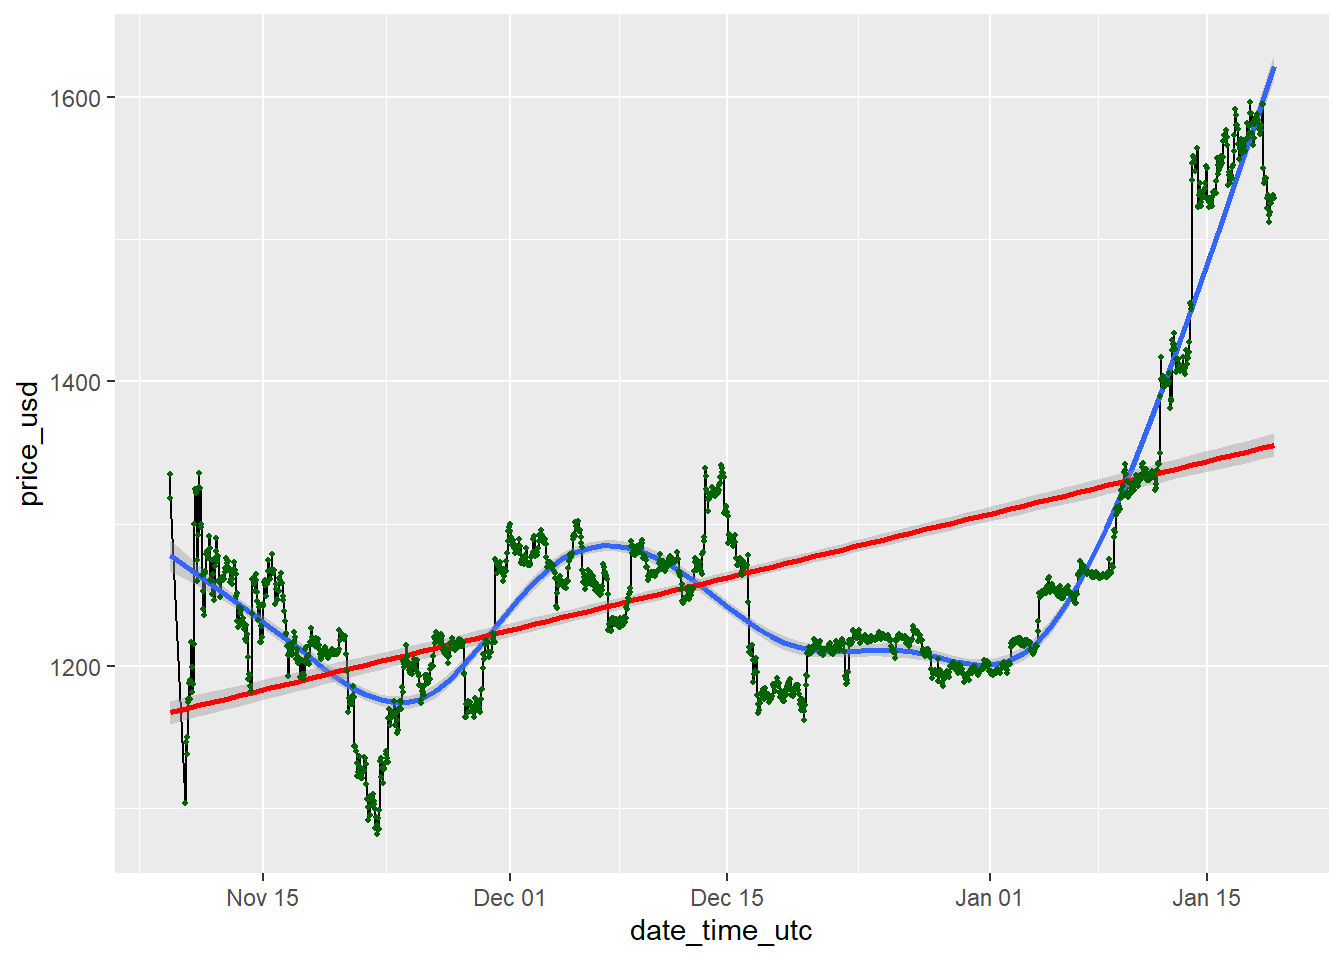 price_usd
1600
1400
1200
Nov 15
Dec 01
Dec 15
Jan 01
Jan 15
date_time_utc